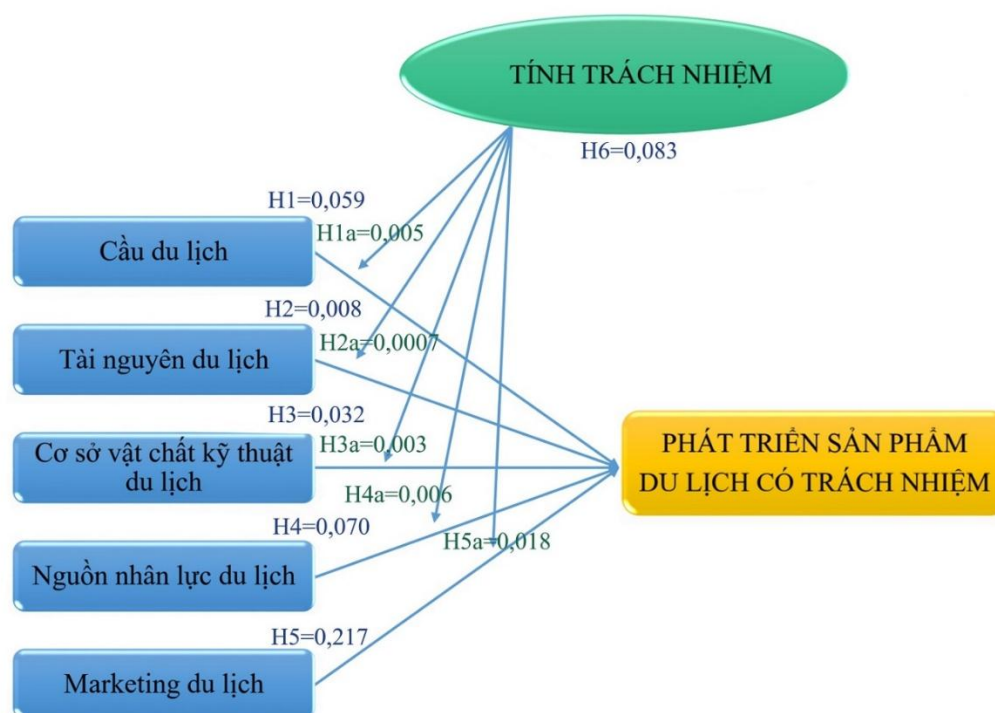 TÍNH TRÁCH NHIỆM
H6=0,083
H1=0,059
Cầu du lịch
H1a=0,005
H2=0,008
Tài nguyên du lịch
H2a=0,0007
H3=0,032
Cơ sở vật chất kỹ thuật
du lịch
H3a=0,003
PHÁT TRIỂN SẢN PHẨM
DU LỊCH CÓ TRÁCH NHIỆM
H4a=0,006
H4=0,070
H5a=0,018
Nguồn nhân lực du lịch
H5=0,217
Marketing du lịch